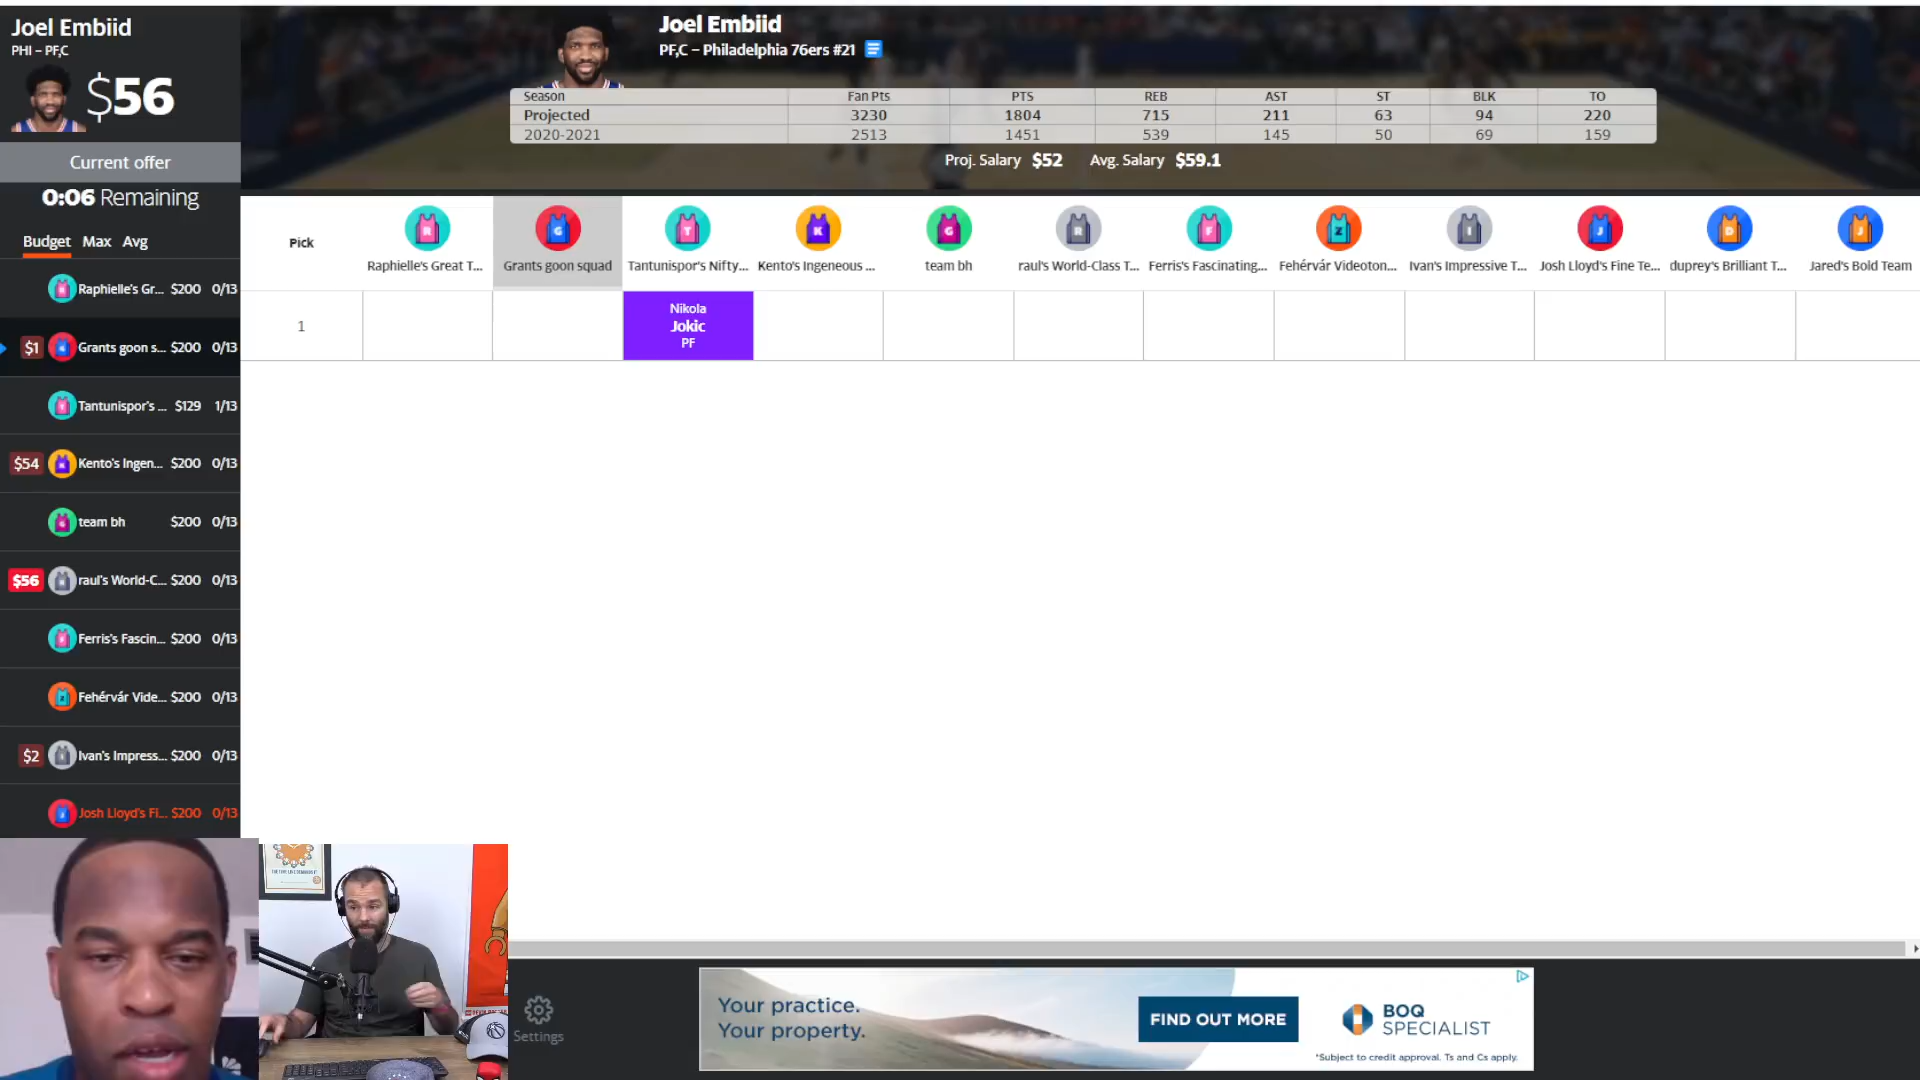 Joel Embiid
PHI – PF,C
$56
Current offer
0:06 Remaining
Budget Max Avg
Raphielle's Gr... $200 0/13
$1 Grants goon s... $200 0/13
Tantunispor's ... $129 1/13
$54 Kento's Ingen... $200 0/13
team bh $200 0/13
$56 raul's World-C... $200 0/13
Ferris's Fascin... $200 0/13
Fehérvár Vide... $200 0/13
$2 Ivan's Impress... $200 0/13
Josh Lloyd's Fi... $200 0/13
Joel Embiid
PF,C – Philadelphia 76ers #21
Season Fan Pts PTS REB AST ST BLK TO
Projected 3230 1804 715 211 63 94 220
2020-2021 2513 1451 539 145 50 69 159
Proj. Salary $52 Avg. Salary $59.1
Pick
R G T K G R F Z I J D J
Raphielle's Great T... Grants goon squad Tantunispor's Nifty... Kento's Ingeneous ... team bh raul's World-Class T... Ferris's Fascinating... Fehérvár Videoton... Ivan's Impressive T... Josh Lloyd's Fine Te... duprey's Brilliant T... Jared's Bold Team
1
Nikola
Jokic
PF
Settings
Your practice.
Your property.
FIND OUT MORE
BOQ
SPECIALIST
*Subject to credit approval. Ts and Cs apply.